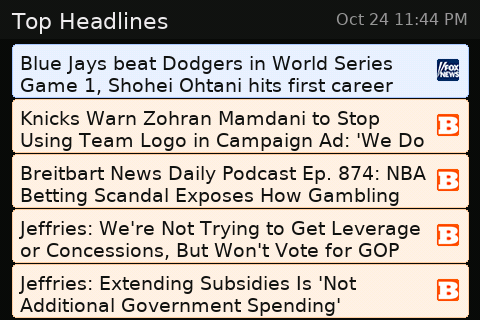 Top Headlines
Oct 24 11:44 PM
Blue Jays beat Dodgers in World Series
Game 1, Shohei Ohtani hits first career
FOX
NEWS
Knicks Warn Zohran Mamdani to Stop
Using Team Logo in Campaign Ad: 'We Do
B
Breitbart News Daily Podcast Ep. 874: NBA
Betting Scandal Exposes How Gambling
B
Jeffries: We're Not Trying to Get Leverage
or Concessions, But Won't Vote for GOP
B
Jeffries: Extending Subsidies Is 'Not
Additional Government Spending'
B